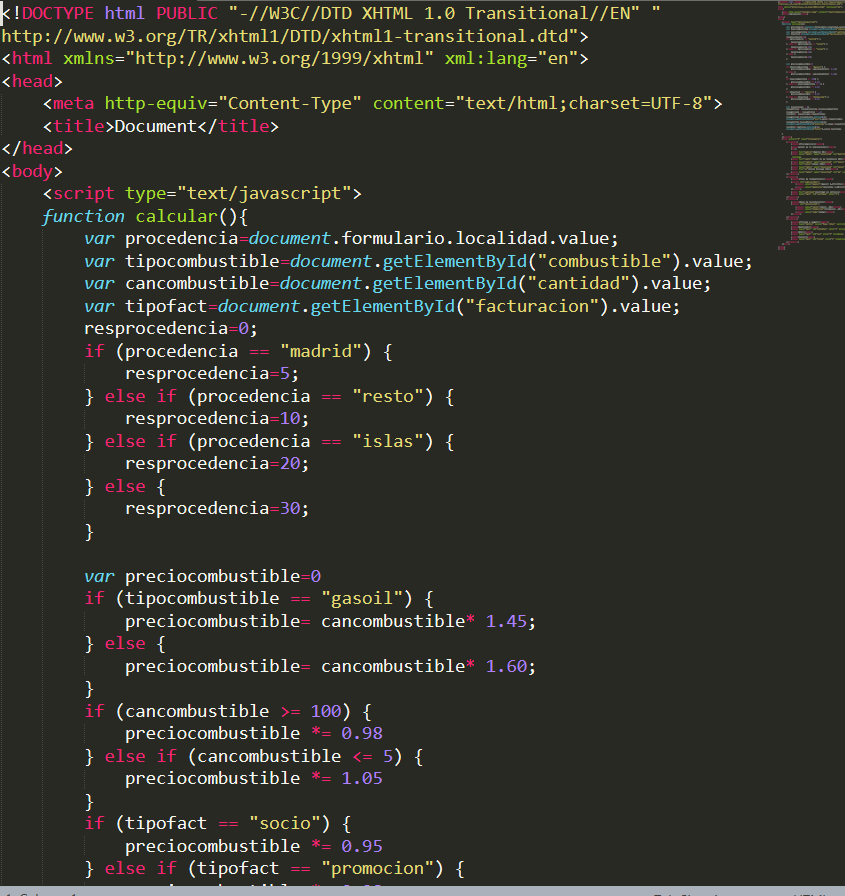 <!DOCTYPE html PUBLIC "-//W3C//DTD XHTML 1.0 Transitional//EN" "
http://www.w3.org/TR/xhtml1/DTD/xhtml1-transitional.dtd">
<html xmlns="http://www.w3.org/1999/xhtml" xml:lang="en">
<head>
    <meta http-equiv="Content-Type" content="text/html;charset=UTF-8">
    <title>Document</title>
</head>
<body>
    <script type="text/javascript">
    function calcular(){
        var procedencia=document.formulario.localidad.value;
        var tipocombustible=document.getElementById("combustible").value;
        var cancombustible=document.getElementById("cantidad").value;
        var tipofact=document.getElementById("facturacion").value;
        resprocedencia=0;
        if (procedencia == "madrid") {
            resprocedencia=5;
        } else if (procedencia == "resto") {
            resprocedencia=10;
        } else if (procedencia == "islas") {
            resprocedencia=20;
        } else {
            resprocedencia=30;
        }

        var preciocombustible=0
        if (tipocombustible == "gasoil") {
            preciocombustible= cancombustible* 1.45;
        } else {
            preciocombustible= cancombustible* 1.60;
        }
        if (cancombustible >= 100) {
            preciocombustible *= 0.98
        } else if (cancombustible <= 5) {
            preciocombustible *= 1.05
        }
        if (tipofact == "socio") {
            preciocombustible *= 0.95
        } else if (tipofact == "promocion") {